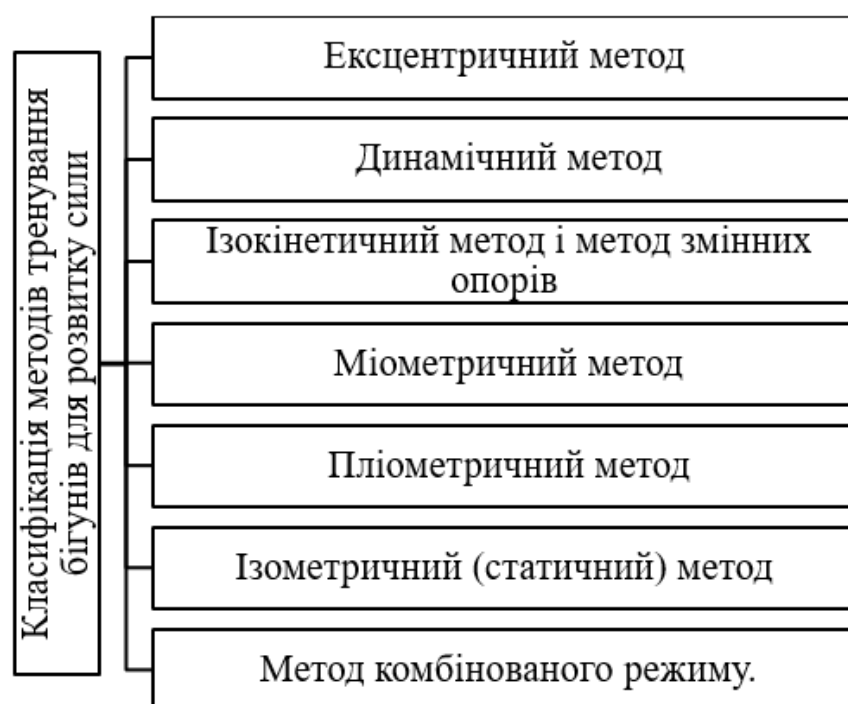 Класифікація методів тренування
бігунів для розвитку сили
Ексцентричний метод
Динамічний метод
Ізокінетичний метод і метод змінних
опорів
Міометричний метод
Пліометричний метод
Ізометричний (статичний) метод
Метод комбінованого режиму.